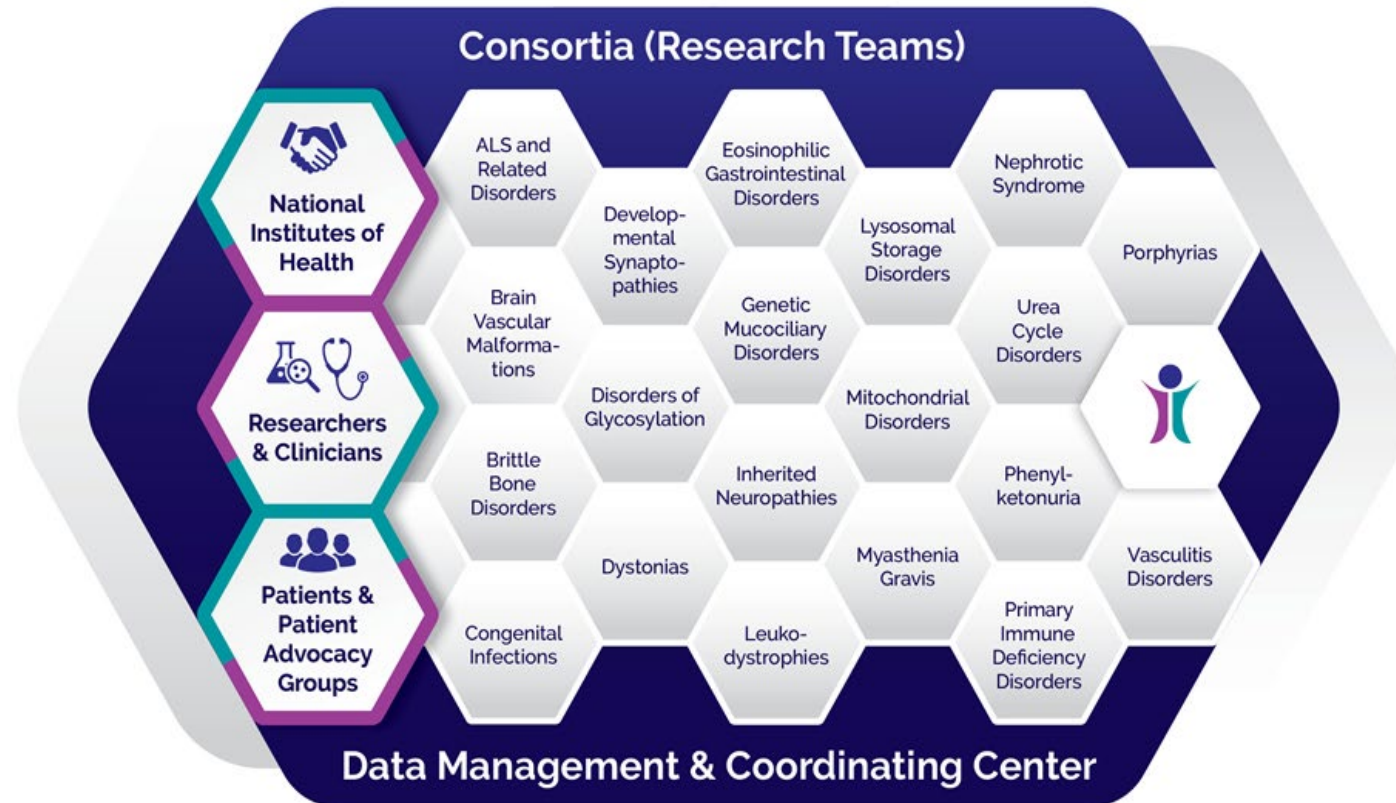 Consortia (Research Teams)
National
Institutes of
Health
Researchers
& Clinicians
Patients &
Patient
Advocacy
Groups
ALS and
Related
Disorders
Brain
Vascular
Malforma-
tions
Brittle
Bone
Disorders
Congenital
Infections
Develop-
mental
Synapto-
pathies
Disorders of
Glycosylation
Dystonias
Eosinophilic
Gastrointestinal
Disorders
Genetic
Mucociliary
Disorders
Inherited
Neuropathies
Leuko-
dystrophies
Lysosomal
Storage
Disorders
Mitochondrial
Disorders
Myasthenia
Gravis
Nephrotic
Syndrome
Urea
Cycle
Disorders
Phenyl-
ketonuria
Primary
Immune
Deficiency
Disorders
Porphyrias
Vasculitis
Disorders
Data Management & Coordinating Center